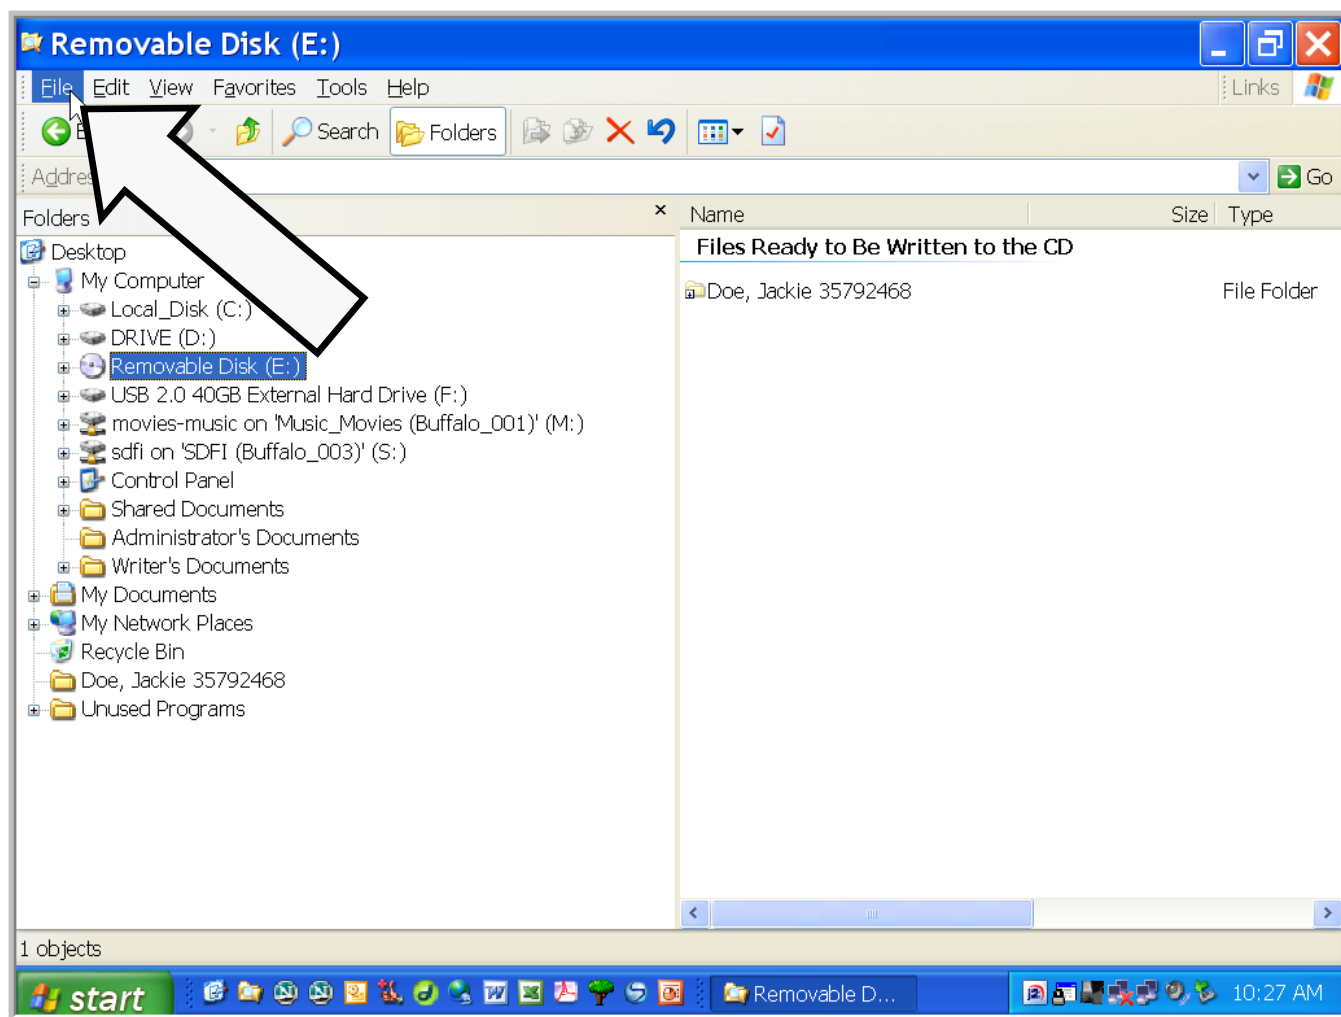 Removable Disk (E:)
File Edit View Favorites Tools Help Links
Search Folders
Go
Folders × Name Size Type
Files Ready to Be Written to the CD
Desktop
My Computer
Doe, Jackie 35792468 File Folder
Local_Disk (C:)
DRIVE (D:)
Removable Disk (E:)
USB 2.0 40GB External Hard Drive (F:)
movies-music on 'Music_Movies (Buffalo_001)' (M:)
sdfi on 'SDFI (Buffalo_003)' (S:)
Control Panel
Shared Documents
Administrator's Documents
Writer's Documents
My Documents
My Network Places
Recycle Bin
Doe, Jackie 35792468
Unused Programs
1 objects
start Removable D... 10:27 AM